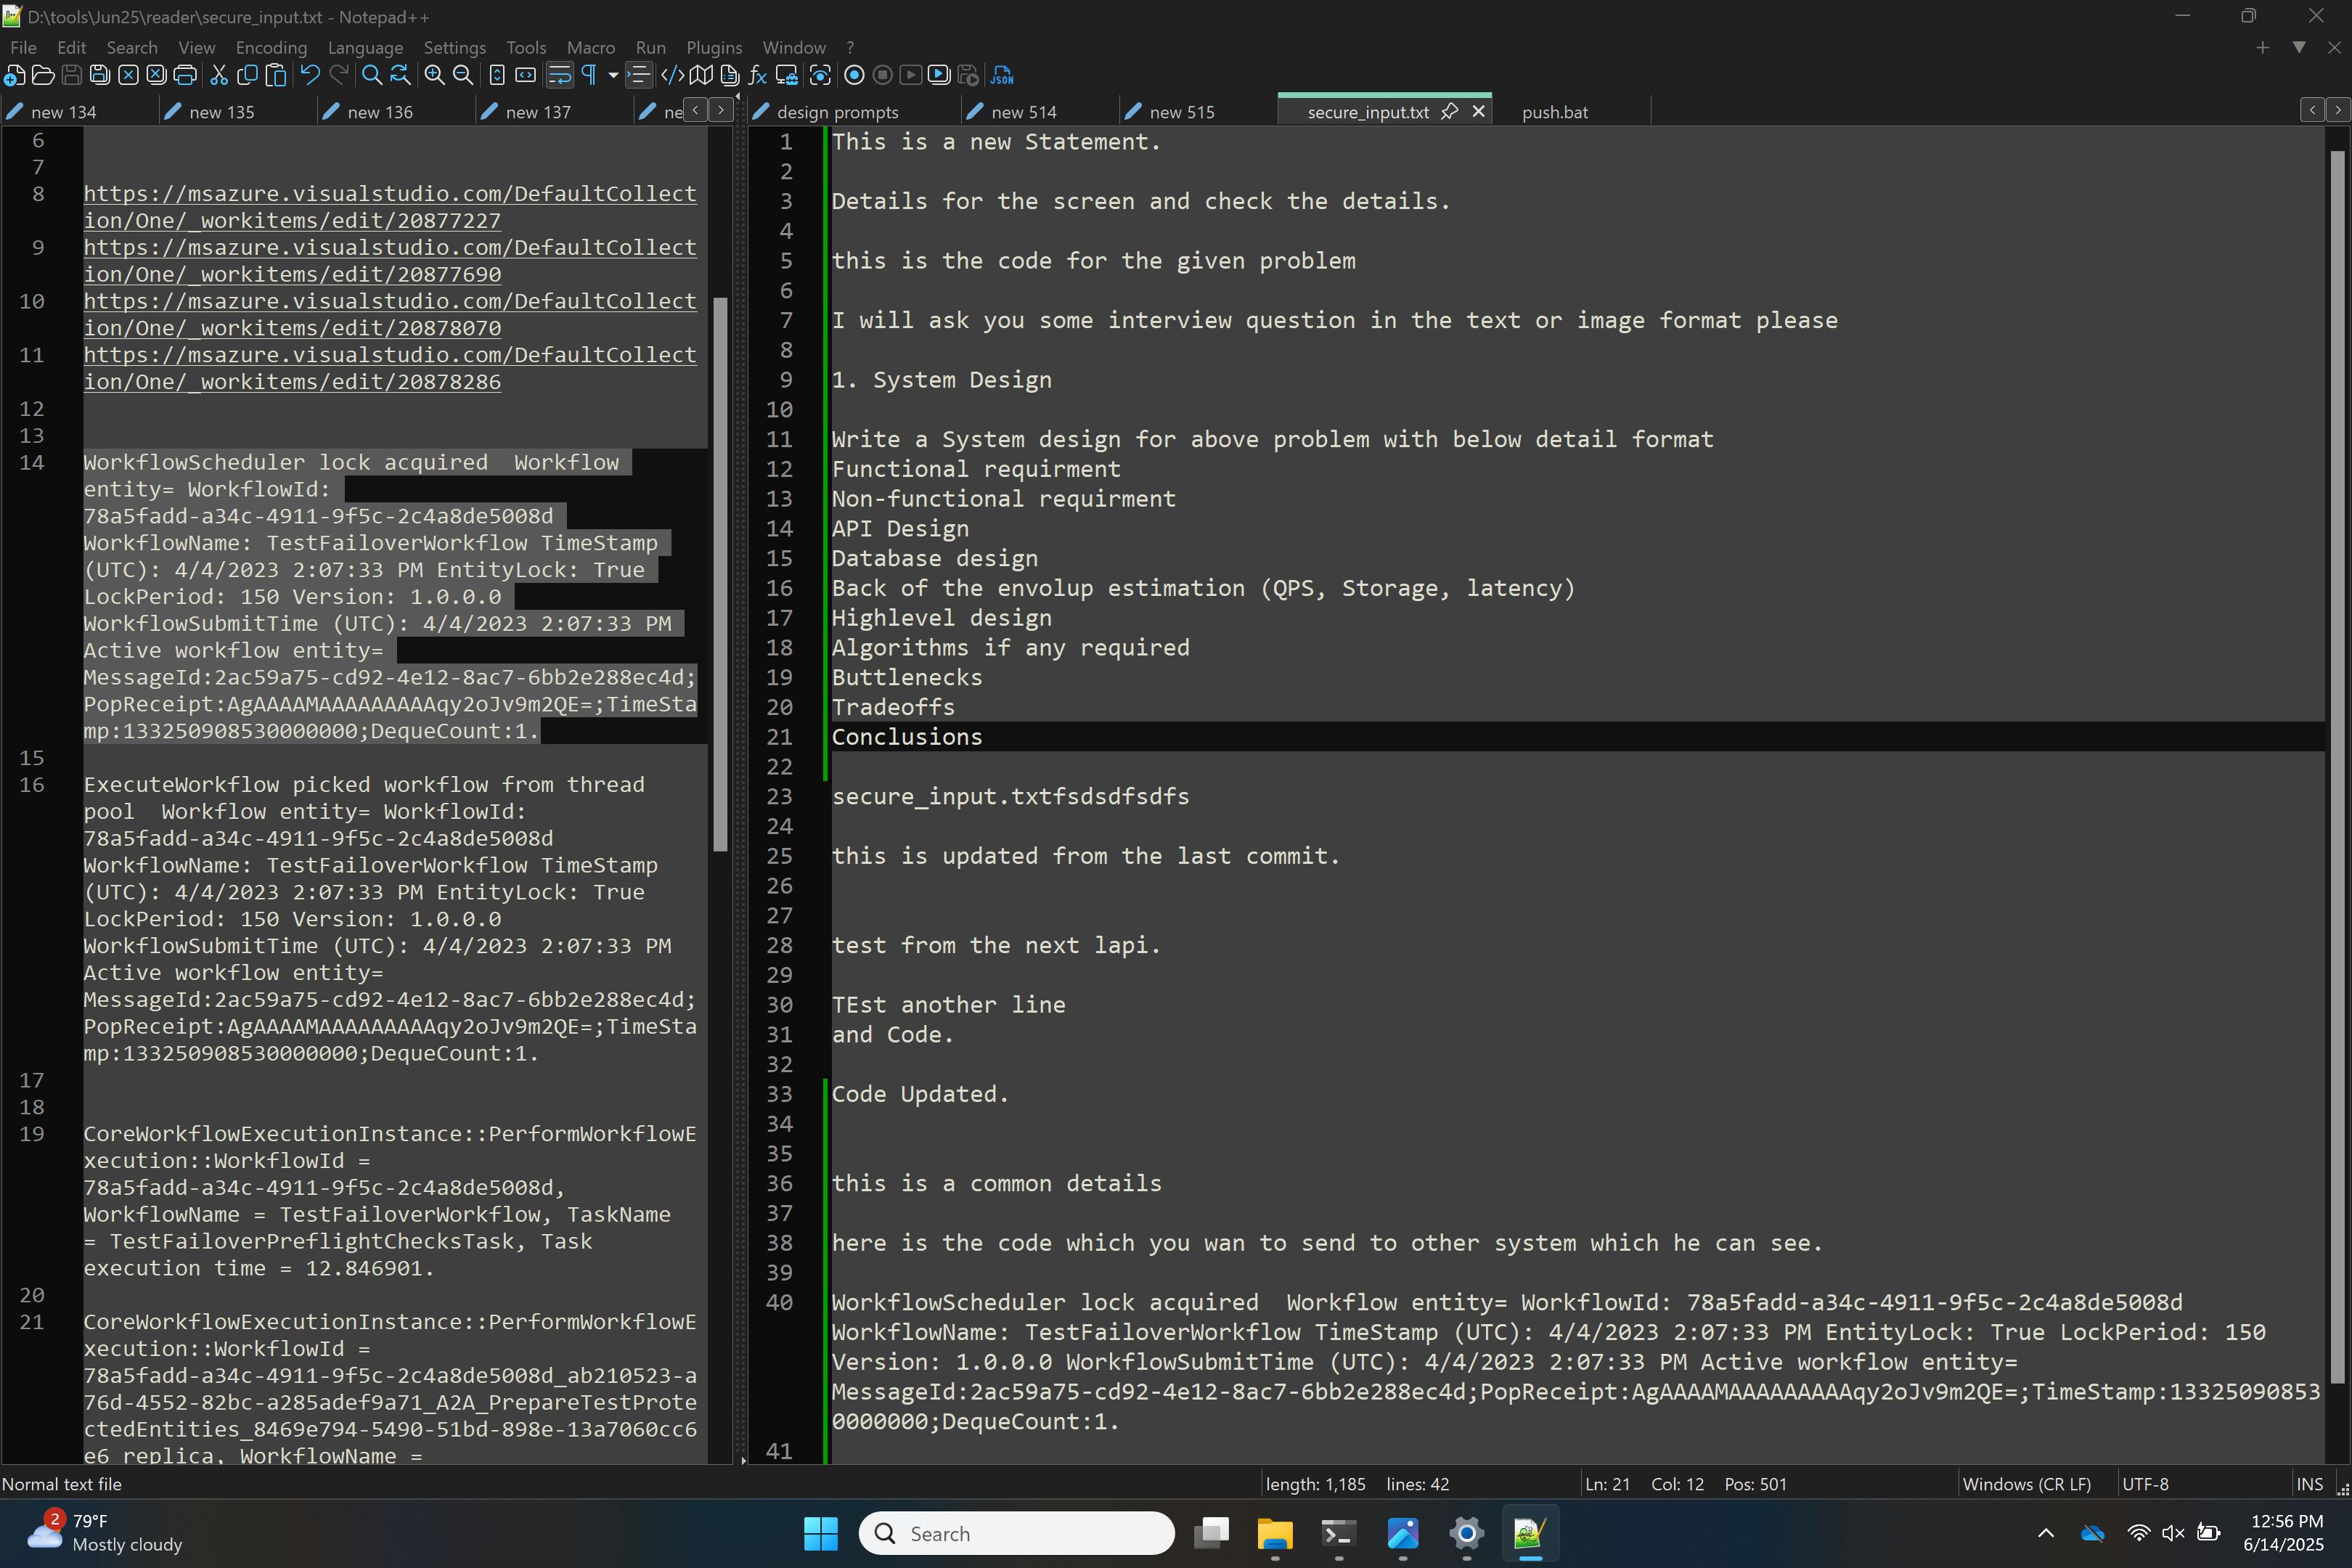 D:\tools\Jun25\reader\secure_input.txt - Notepad++
File Edit Search View Encoding Language Settings Tools Macro Run Plugins Window ?
new 134 new 135 new 136 new 137 ne
design prompts new 514 new 515 secure_input.txt push.bat
6
7
8 https://msazure.visualstudio.com/DefaultCollect
ion/One/_workitems/edit/20877227
9 https://msazure.visualstudio.com/DefaultCollect
ion/One/_workitems/edit/20877690
10 https://msazure.visualstudio.com/DefaultCollect
ion/One/_workitems/edit/20878070
11 https://msazure.visualstudio.com/DefaultCollect
ion/One/_workitems/edit/20878286
12
13
14 WorkflowScheduler lock acquired  Workflow
entity= WorkflowId:
78a5fadd-a34c-4911-9f5c-2c4a8de5008d
WorkflowName: TestFailoverWorkflow TimeStamp
(UTC): 4/4/2023 2:07:33 PM EntityLock: True
LockPeriod: 150 Version: 1.0.0.0
WorkflowSubmitTime (UTC): 4/4/2023 2:07:33 PM
Active workflow entity=
MessageId:2ac59a75-cd92-4e12-8ac7-6bb2e288ec4d;
PopReceipt:AgAAAAMAAAAAAAAAqy2oJv9m2QE=;TimeSta
mp:133250908530000000;DequeCount:1.
15
16 ExecuteWorkflow picked workflow from thread
pool  Workflow entity= WorkflowId:
78a5fadd-a34c-4911-9f5c-2c4a8de5008d
WorkflowName: TestFailoverWorkflow TimeStamp
(UTC): 4/4/2023 2:07:33 PM EntityLock: True
LockPeriod: 150 Version: 1.0.0.0
WorkflowSubmitTime (UTC): 4/4/2023 2:07:33 PM
Active workflow entity=
MessageId:2ac59a75-cd92-4e12-8ac7-6bb2e288ec4d;
PopReceipt:AgAAAAMAAAAAAAAAqy2oJv9m2QE=;TimeSta
mp:133250908530000000;DequeCount:1.
17
18
19 CoreWorkflowExecutionInstance::PerformWorkflowE
xecution::WorkflowId =
78a5fadd-a34c-4911-9f5c-2c4a8de5008d,
WorkflowName = TestFailoverWorkflow, TaskName
= TestFailoverPreflightChecksTask, Task
execution time = 12.846901.
20
21 CoreWorkflowExecutionInstance::PerformWorkflowE
xecution::WorkflowId =
78a5fadd-a34c-4911-9f5c-2c4a8de5008d_ab210523-a
76d-4552-82bc-a285adef9a71_A2A_PrepareTestProte
ctedEntities_8469e794-5490-51bd-898e-13a7060cc6
e6_replica, WorkflowName =
1 This is a new Statement.
2
3 Details for the screen and check the details.
4
5 this is the code for the given problem
6
7 I will ask you some interview question in the text or image format please
8
9 1. System Design
10
11 Write a System design for above problem with below detail format
12 Functional requirment
13 Non-functional requirment
14 API Design
15 Database design
16 Back of the envolup estimation (QPS, Storage, latency)
17 Highlevel design
18 Algorithms if any required
19 Buttlenecks
20 Tradeoffs
21 Conclusions
22
23 secure_input.txtfsdsdfsdfs
24
25 this is updated from the last commit.
26
27
28 test from the next lapi.
29
30 TEst another line
31 and Code.
32
33 Code Updated.
34
35
36 this is a common details
37
38 here is the code which you wan to send to other system which he can see.
39
40 WorkflowScheduler lock acquired  Workflow entity= WorkflowId: 78a5fadd-a34c-4911-9f5c-2c4a8de5008d
WorkflowName: TestFailoverWorkflow TimeStamp (UTC): 4/4/2023 2:07:33 PM EntityLock: True LockPeriod: 150
Version: 1.0.0.0 WorkflowSubmitTime (UTC): 4/4/2023 2:07:33 PM Active workflow entity=
MessageId:2ac59a75-cd92-4e12-8ac7-6bb2e288ec4d;PopReceipt:AgAAAAMAAAAAAAAAqy2oJv9m2QE=;TimeStamp:13325090853
0000000;DequeCount:1.
41
Normal text file length: 1,185 lines: 42 Ln: 21 Col: 12 Pos: 501 Windows (CR LF) UTF-8 INS
2
79°F
Mostly cloudy
Search
12:56 PM
6/14/2025